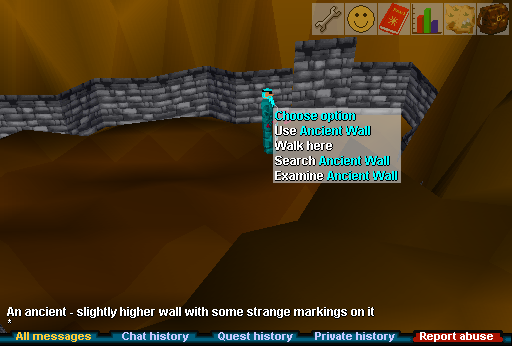 Choose option
Use Ancient Wall
Walk here
Search Ancient Wall
Examine Ancient Wall
An ancient - slightly higher wall with some strange markings on it
*
All messages
Chat history
Quest history
Private history
Report abuse